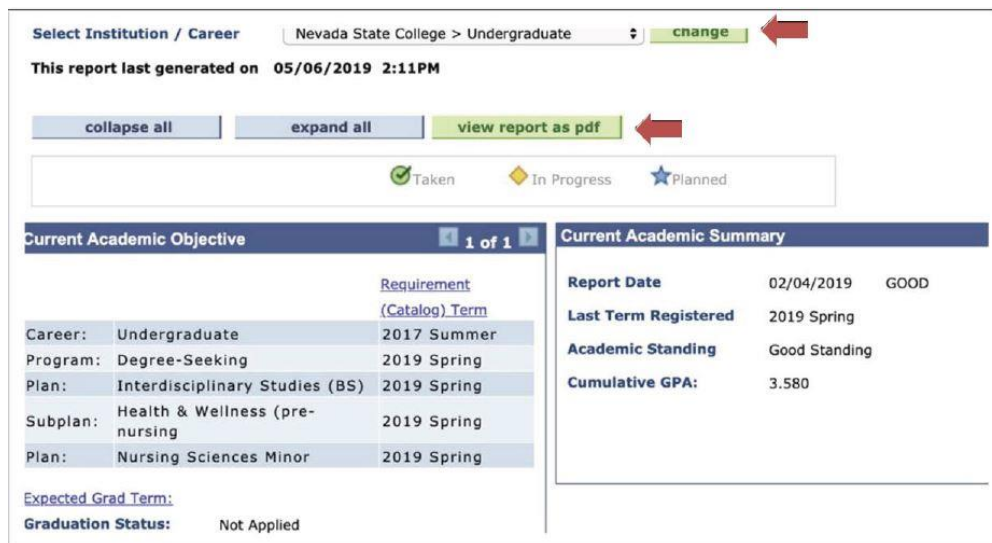 Select Institution / Career Nevada State College > Undergraduate change
This report last generated on 05/06/2019 2:11PM
collapse all expand all view report as pdf
Taken In Progress Planned
Current Academic Objective 1 of 1
Requirement
(Catalog) Term
Career: Undergraduate 2017 Summer
Program: Degree-Seeking 2019 Spring
Plan: Interdisciplinary Studies (BS) 2019 Spring
Subplan: Health & Wellness (pre-
nursing 2019 Spring
Plan: Nursing Sciences Minor 2019 Spring
Expected Grad Term:
Graduation Status: Not Applied
Current Academic Summary
Report Date 02/04/2019 GOOD
Last Term Registered 2019 Spring
Academic Standing Good Standing
Cumulative GPA: 3.580